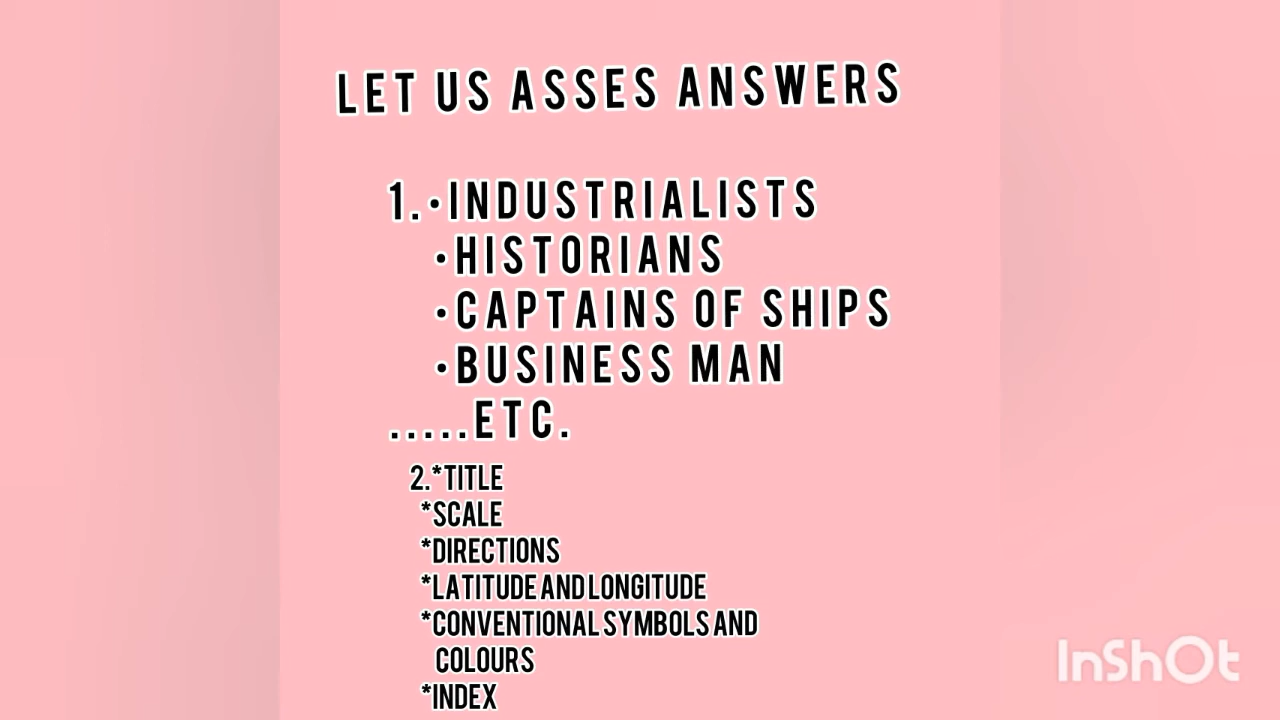 LET US ASSES ANSWERS
1.•INDUSTRIALISTS
•HISTORIANS
•CAPTAINS OF SHIPS
•BUSINESS MAN
.....ETC.
2.*TITLE
*SCALE
*DIRECTIONS
*LATITUDE AND LONGITUDE
*CONVENTIONAL SYMBOLS AND
COLOURS
*INDEX
InShOt